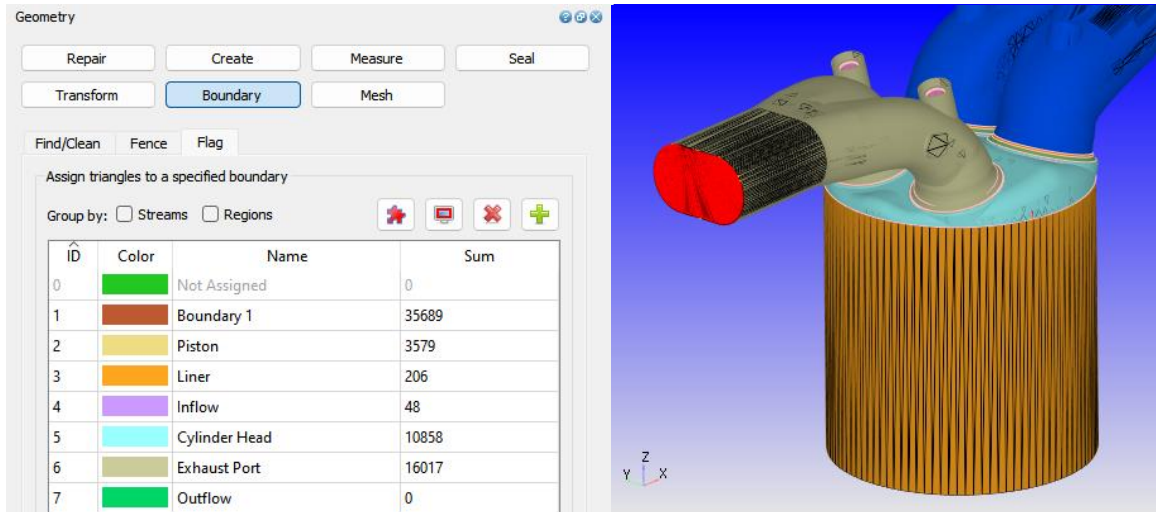 Geometry
Repair Create Measure Seal
Transform Boundary Mesh
Find/Clean Fence Flag
Assign triangles to a specified boundary
Group by: Streams Regions
ID Color Name Sum
0 Not Assigned 0
1 Boundary 1 35689
2 Piston 3579
3 Liner 206
4 Inflow 48
5 Cylinder Head 10858
6 Exhaust Port 16017
7 Outflow 0
Z
Y X